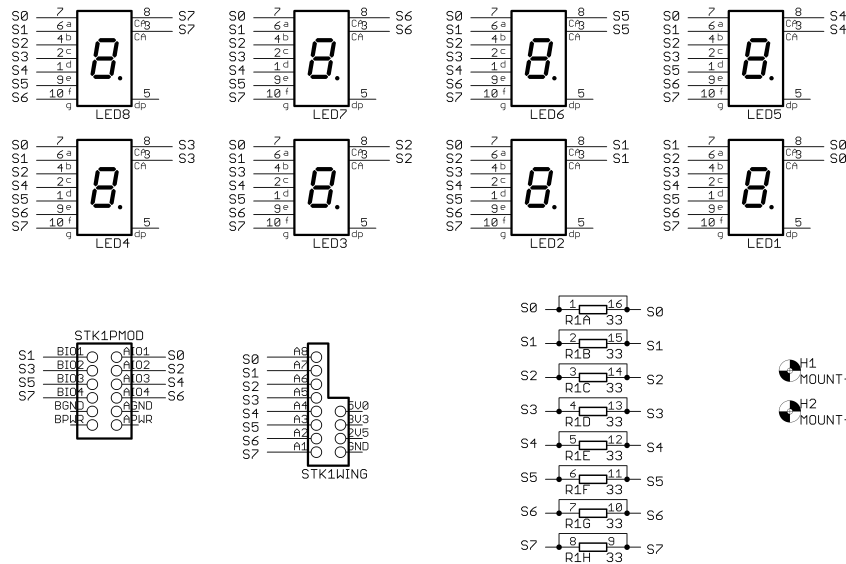 S0 7 8 S7 S0 7 8 S6 S0 7 8 S5 S0 7 8 S4
S1 6 a CA 3 S7 S1 6 a CA 3 S6 S1 6 a CA 3 S5 S1 6 a CA 3 S4
S2 4 b CA S2 4 b CA S2 4 b CA S2 4 b CA
S3 2 c S3 2 c S3 2 c S3 2 c
S4 1 d S4 1 d S4 1 d S5 1 d
S5 9 e S5 9 e S6 9 e S6 9 e
S6 10 f 5 S7 10 f 5 S7 10 f 5 S7 10 f 5
g dp g dp g dp g dp
LED8 LED7 LED6 LED5
S0 7 8 S3 S0 7 8 S2 S0 7 8 S1 S1 7 8 S0
S1 6 a CA 3 S3 S1 6 a CA 3 S2 S2 6 a CA 3 S1 S2 6 a CA 3 S0
S2 4 b CA S3 4 b CA S3 4 b CA S3 4 b CA
S4 2 c S4 2 c S4 2 c S4 2 c
S5 1 d S5 1 d S5 1 d S5 1 d
S6 9 e S6 9 e S6 9 e S6 9 e
S7 10 f 5 S7 10 f 5 S7 10 f 5 S7 10 f 5
g dp g dp g dp g dp
LED4 LED3 LED2 LED1
STK1PMOD
S1 BIO1 AIO1 S0
S3 BIO2 AIO2 S2
S5 BIO3 AIO3 S4
S7 BIO4 AIO4 S6
BGND AGND
BPWR APWR
S0 A8
S1 A7
S2 A6
S3 A5
S4 A4 5V0
S5 A3 3V3
S6 A2 2V5
S7 A1 GND
STK1WING
S0 1 16 S0
R1A 33
S1 2 15 S1
R1B 33
S2 3 14 S2
R1C 33
S3 4 13 S3
R1D 33
S4 5 12 S4
R1E 33
S5 6 11 S5
R1F 33
S6 7 10 S6
R1G 33
S7 8 9 S7
R1H 33
H1
MOUNT-
H2
MOUNT-